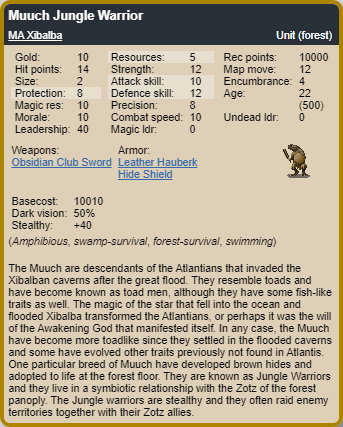 Muuch Jungle Warrior
MA Xibalba Unit (forest)
Gold: 10 Resources: 5 Rec points: 10000
Hit points: 14 Strength: 12 Map move: 12
Size: 2 Attack skill: 10 Encumbrance: 4
Protection: 8 Defence skill: 12 Age: 22
Magic res: 10 Precision: 8 (500)
Morale: 10 Combat speed: 10 Undead ldr: 0
Leadership: 40 Magic ldr: 0
Weapons: Armor:
Obsidian Club Sword Leather Hauberk
Hide Shield
Basecost: 10010
Dark vision: 50%
Stealthy: +40
(Amphibious, swamp-survival, forest-survival, swimming)
The Muuch are descendants of the Atlantians that invaded the
Xibalban caverns after the great flood. They resemble toads and
have become known as toad men, although they have some fish-like
traits as well. The magic of the star that fell into the ocean and
flooded Xibalba transformed the Atlantians, or perhaps it was the will
of the Awakening God that manifested itself. In any case, the Muuch
have become more toadlike since they settled in the flooded caverns
and some have evolved other traits previously not found in Atlantis.
One particular breed of Muuch have developed brown hides and
adopted to life at the forest floor. They are known as Jungle Warriors
and they live in a symbiotic relationship with the Zotz of the forest
panoply. The Jungle warriors are stealthy and they often raid enemy
territories together with their Zotz allies.